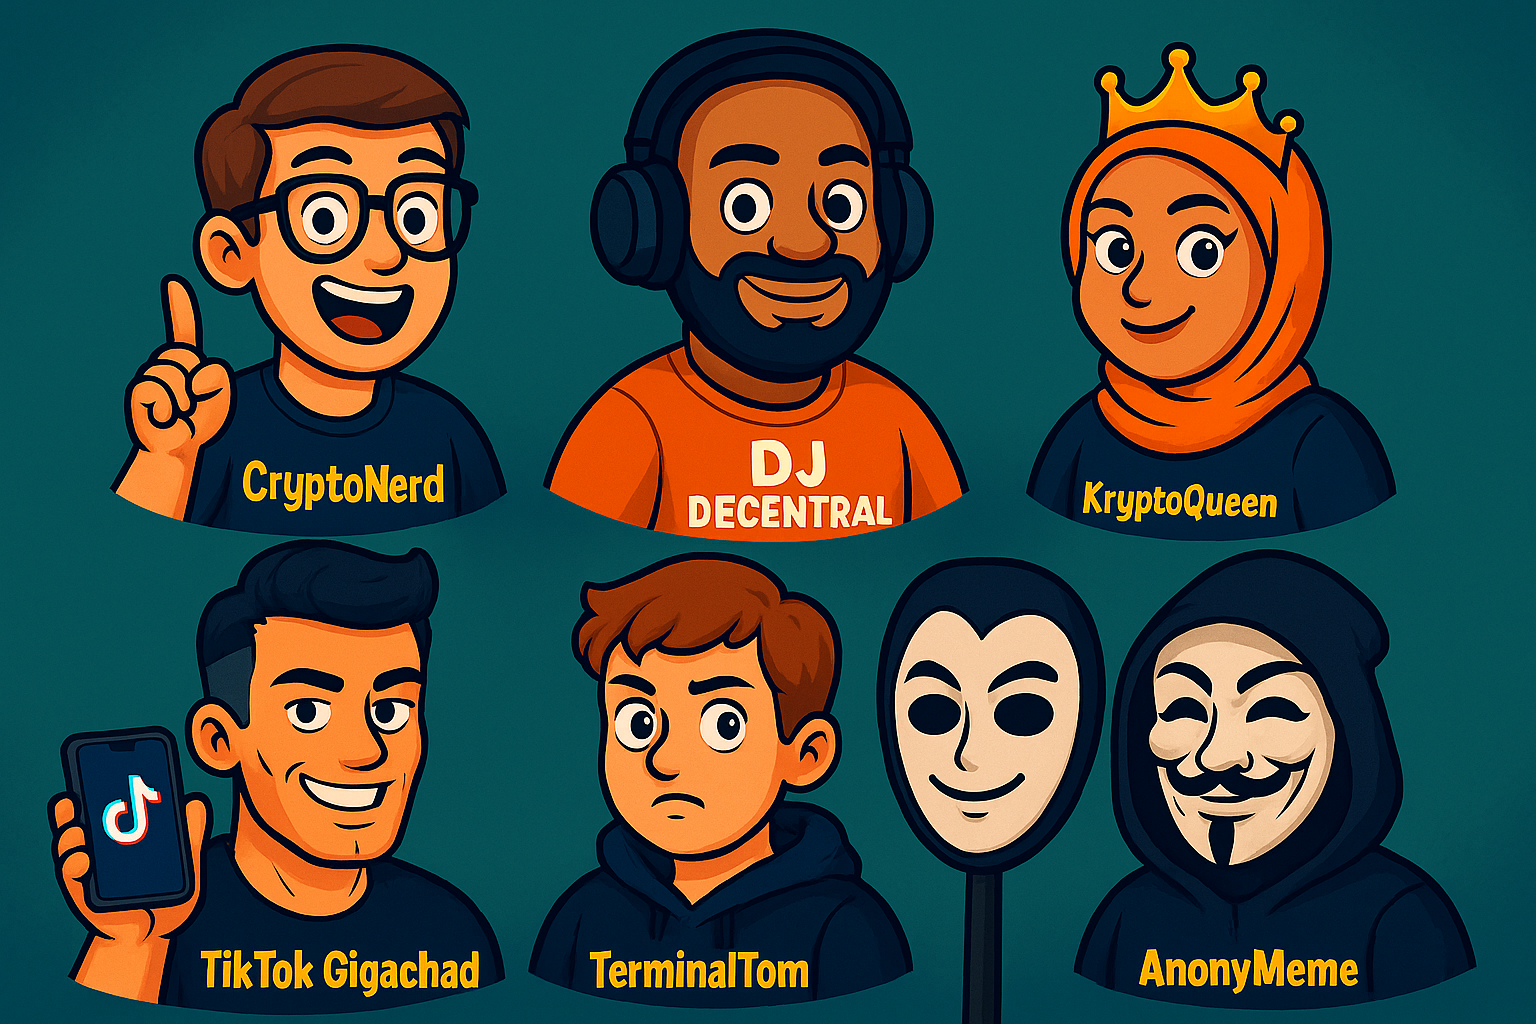 CryptoNerd
DJ
DECENTRAL
KryptoQueen
TikTok Gigachad
TerminalTom
AnonyMeme